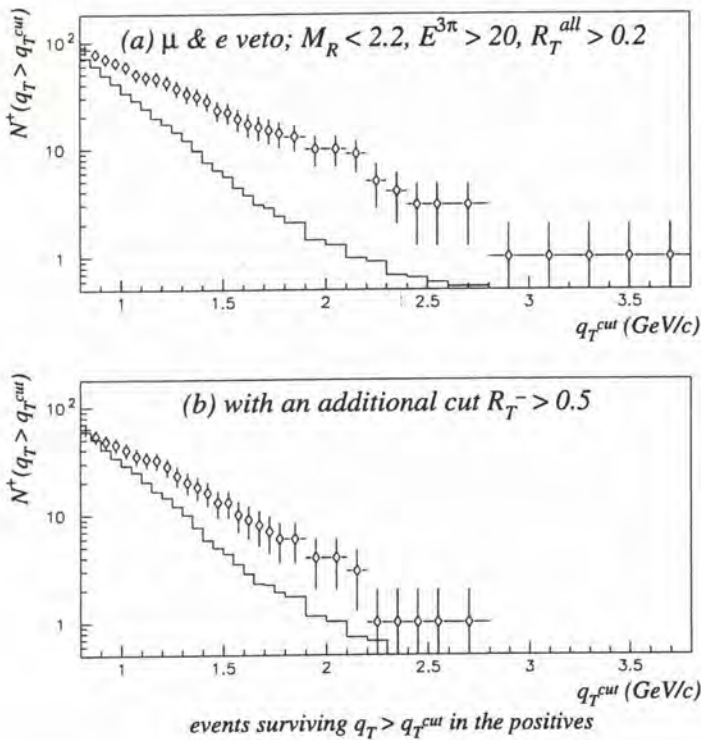 (a) μ & e veto; M_R < 2.2, E^3π > 20, R_T^all > 0.2
N^+(q_T > q_T^cut)
10^2
10
1
1 1.5 2 2.5 3 3.5
q_T^cut (GeV/c)
(b) with an additional cut R_T^- > 0.5
N^+(q_T > q_T^cut)
10^2
10
1
1 1.5 2 2.5 3 3.5
q_T^cut (GeV/c)
events surviving q_T > q_T^cut in the positives